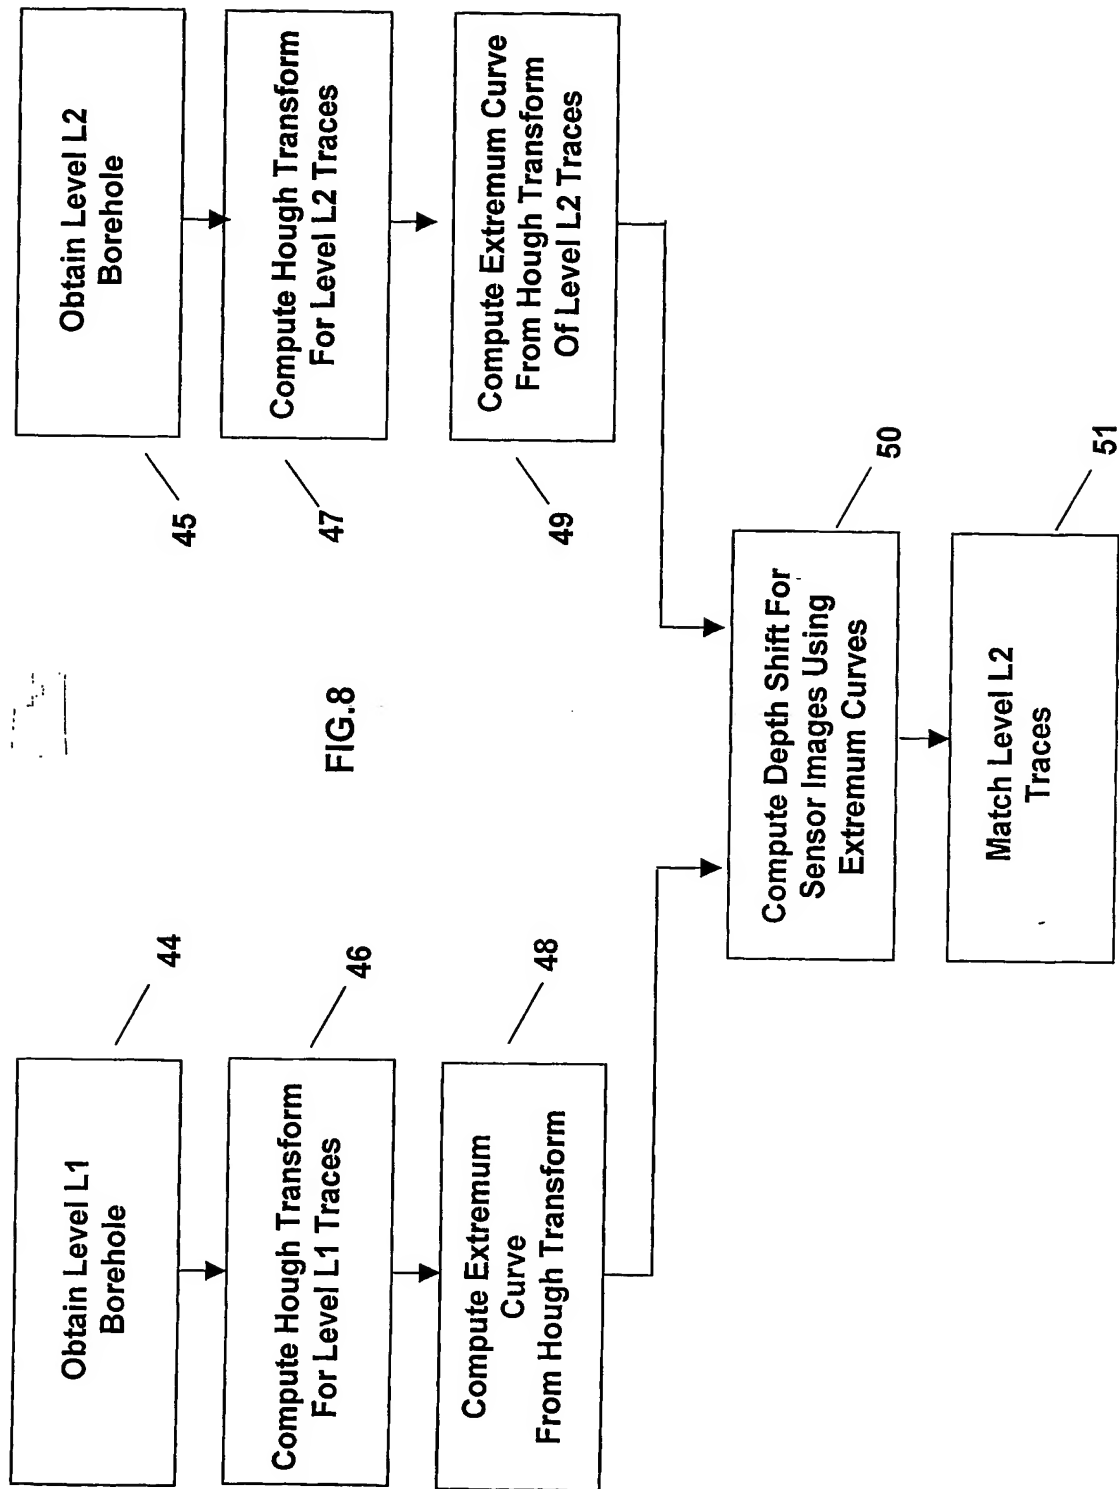 Obtain Level L1
Borehole
44
Compute Hough Transform
For Level L1 Traces
46
Compute Extremum
Curve
From Hough Transform
48
Obtain Level L2
Borehole
45
Compute Hough Transform
For Level L2 Traces
47
Compute Extremum Curve
From Hough Transform
Of Level L2 Traces
49
Compute Depth Shift For
Sensor Images Using
Extremum Curves
50
Match Level L2
Traces
51
FIG.8